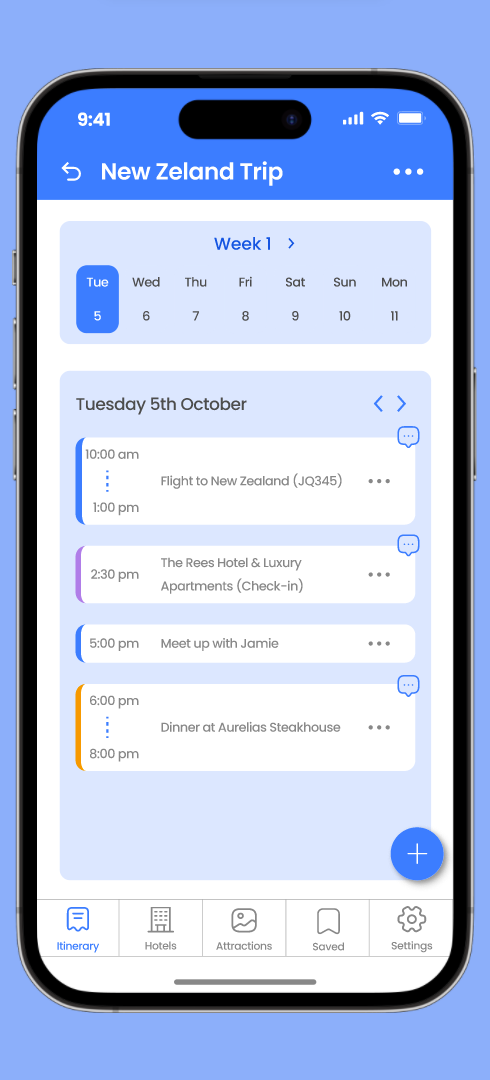 9:41
New Zeland Trip
Week 1
Tue Wed Thu Fri Sat Sun Mon
5 6 7 8 9 10 11
Tuesday 5th October
10:00 am
Flight to New Zealand (JQ345)
1:00 pm
The Rees Hotel & Luxury
2:30 pm
Apartments (Check-in)
5:00 pm Meet up with Jamie
6:00 pm
Dinner at Aurelias Steakhouse
8:00 pm
Itinerary Hotels Attractions Saved Settings